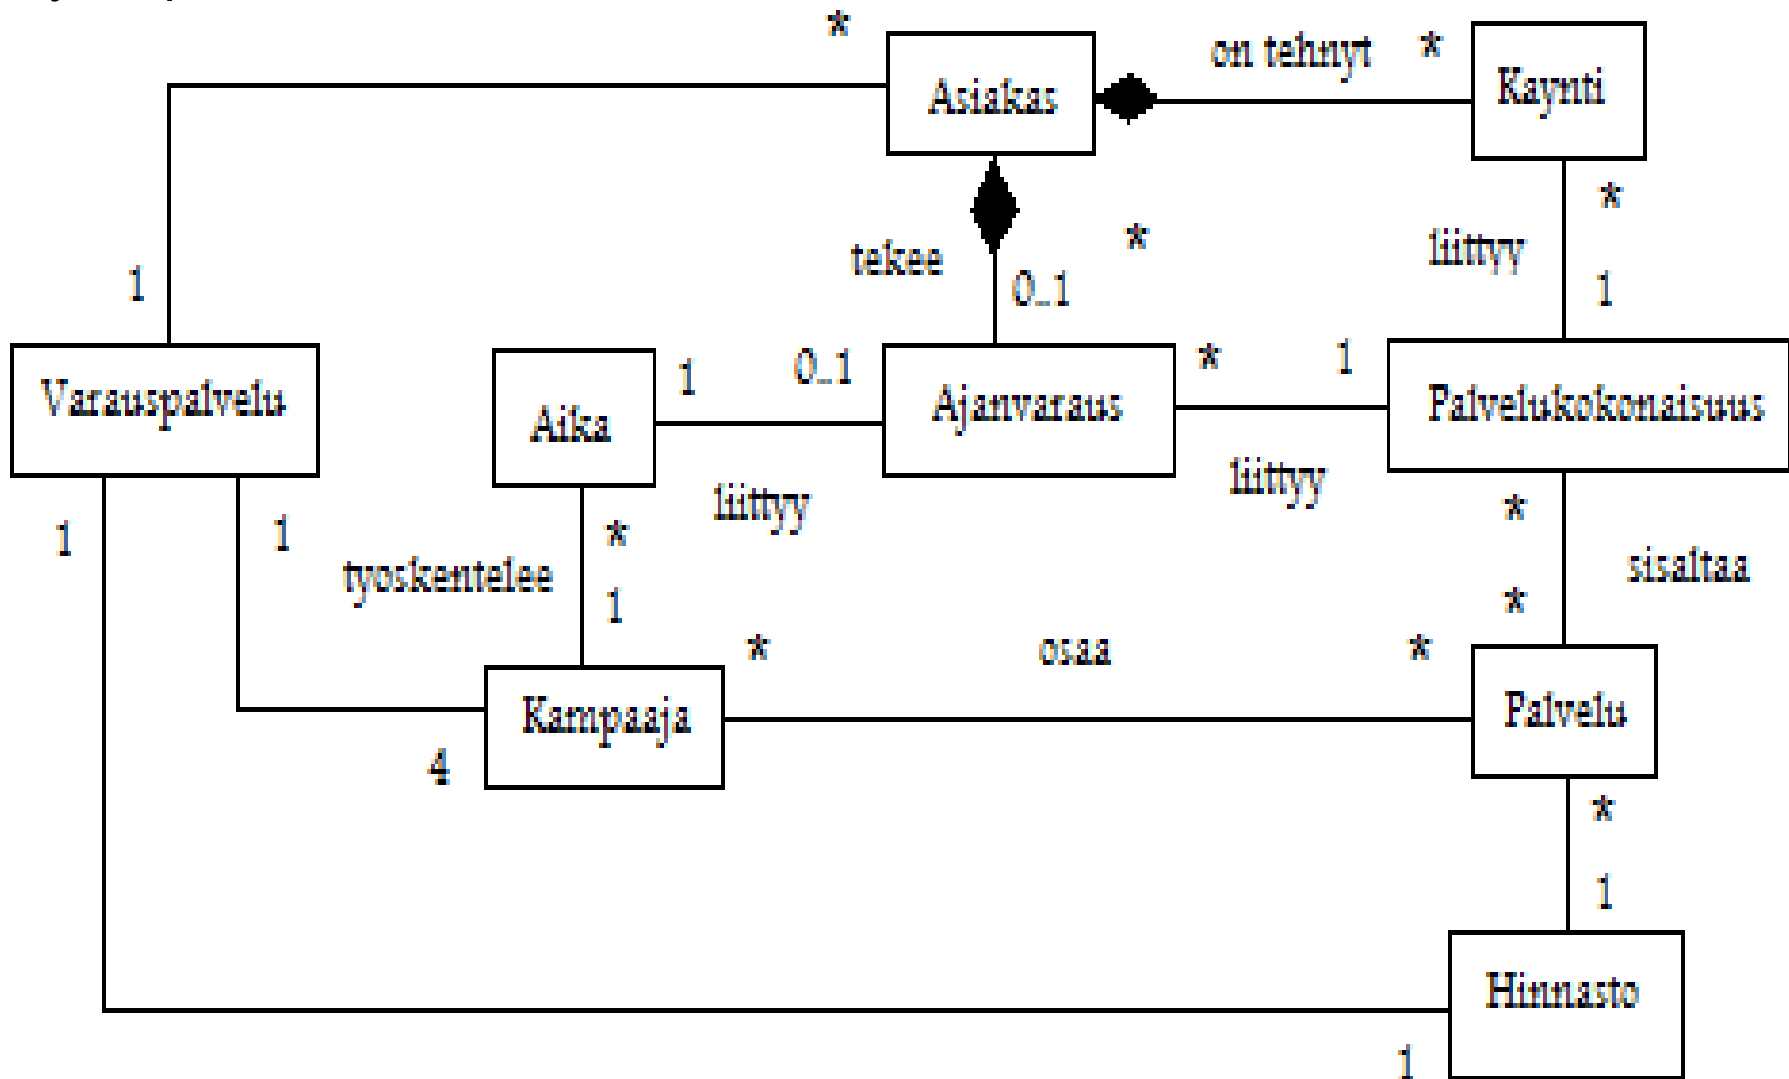 *
on tehnyt
*
Asiakas
Kaynti
*
tekee
*
liittyy
1
0..1
1
Varauspalvelu
Aika
1
0..1
Ajanvaraus
*
1
Palvelukokonaisuus
1
1
liittyy
liittyy
*
*
sisaltaa
tyoskentelee
1
*
*
osaa
*
Kampaaja
Palvelu
4
*
1
Hinnasto
1